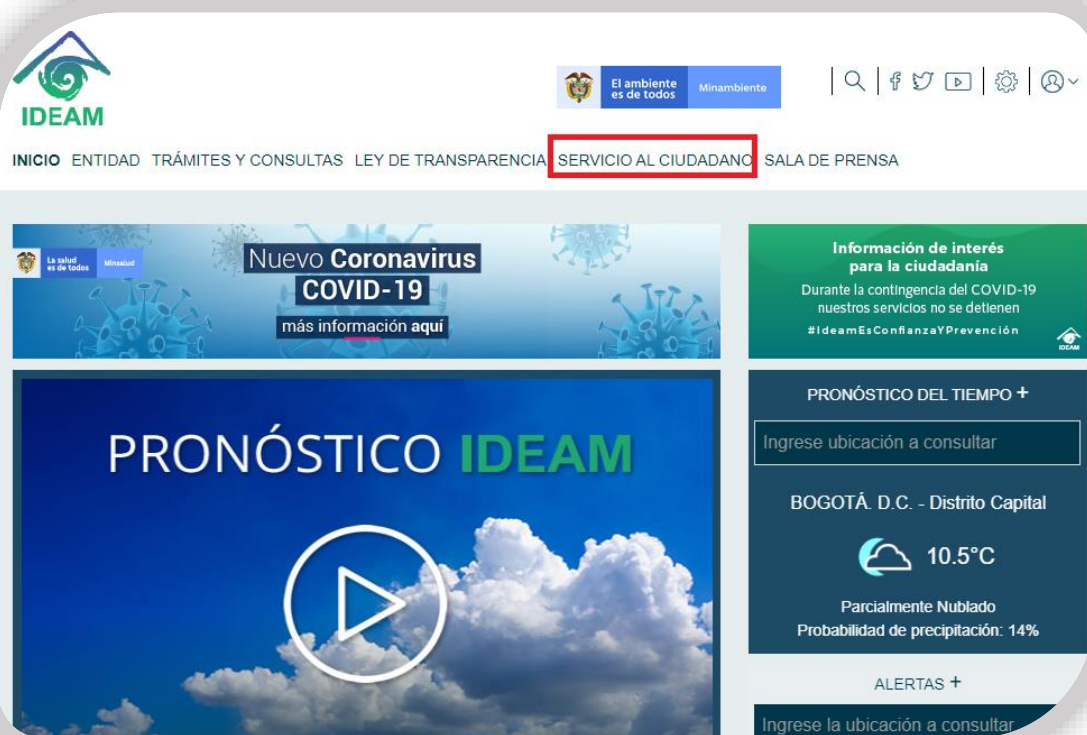 IDEAM
El ambiente
es de todos
Minambiente
INICIO ENTIDAD TRÁMITES Y CONSULTAS LEY DE TRANSPARENCIA SERVICIO AL CIUDADANO SALA DE PRENSA
La salud
es de todos
Minsalud
Nuevo Coronavirus
COVID-19
más información aquí
Información de interés
para la ciudadanía
Durante la contingencia del COVID-19
nuestros servicios no se detienen
#IdeamEsConfianzaYPrevención
IDEAM
PRONÓSTICO IDEAM
PRONÓSTICO DEL TIEMPO +
Ingrese ubicación a consultar
BOGOTÁ. D.C. - Distrito Capital
10.5°C
Parcialmente Nublado
Probabilidad de precipitación: 14%
ALERTAS +
Ingrese la ubicación a consultar